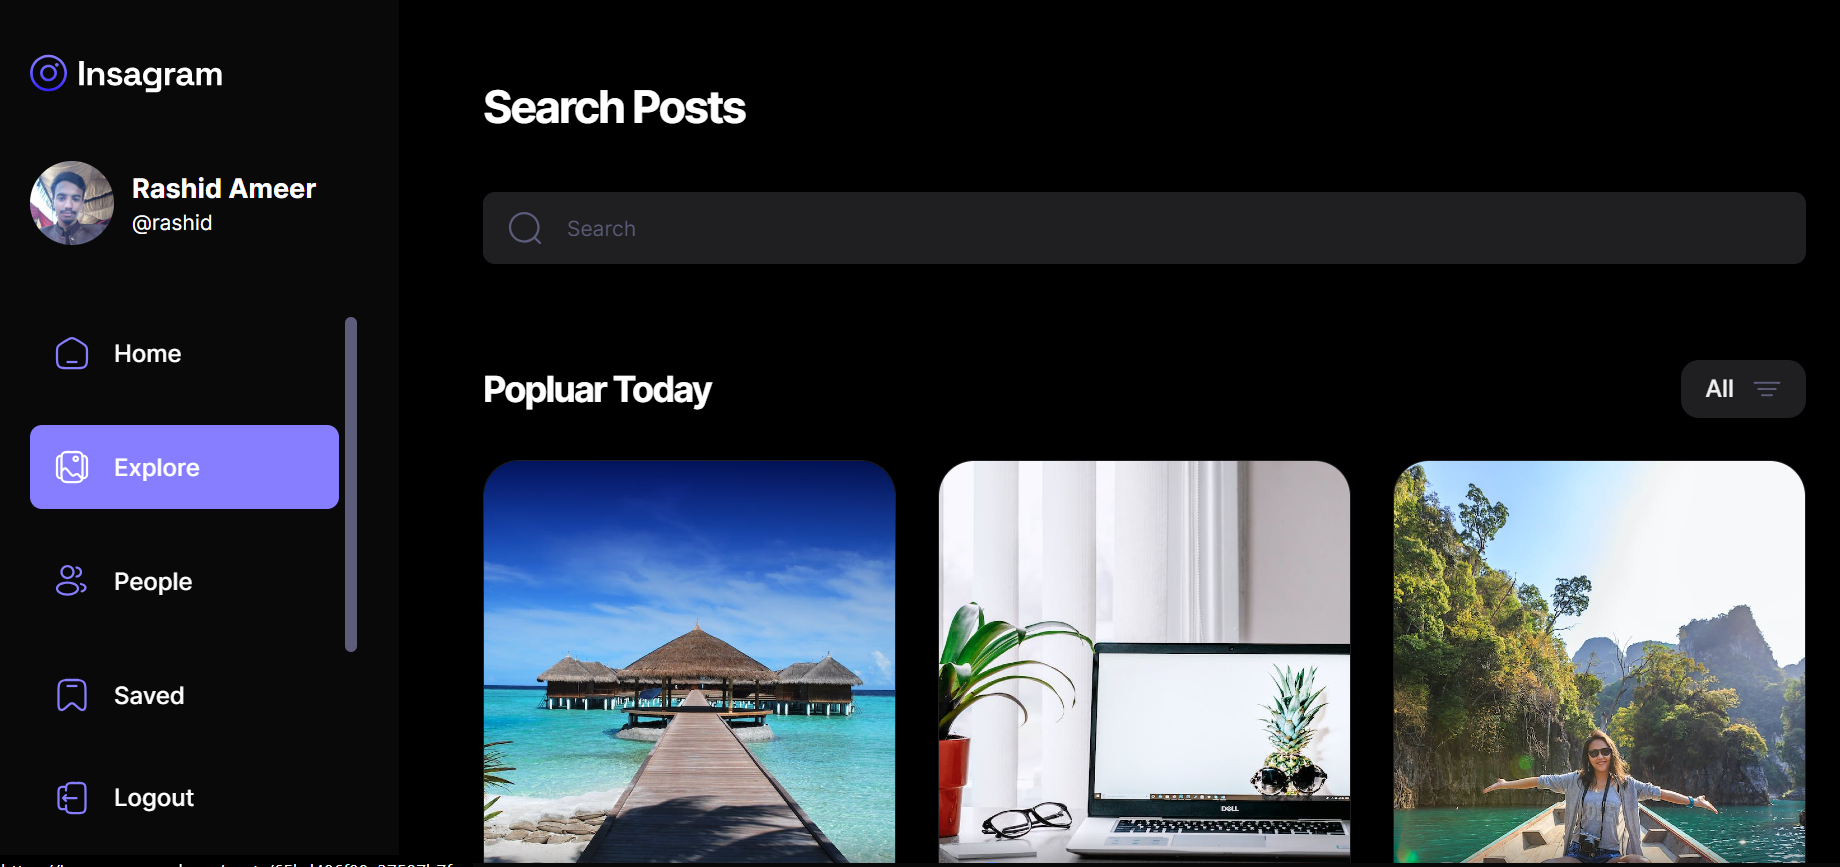 Insagram
Rashid Ameer
@rashid
Home
Explore
People
Saved
Logout
Search Posts
Search
Popluar Today
All
DELL